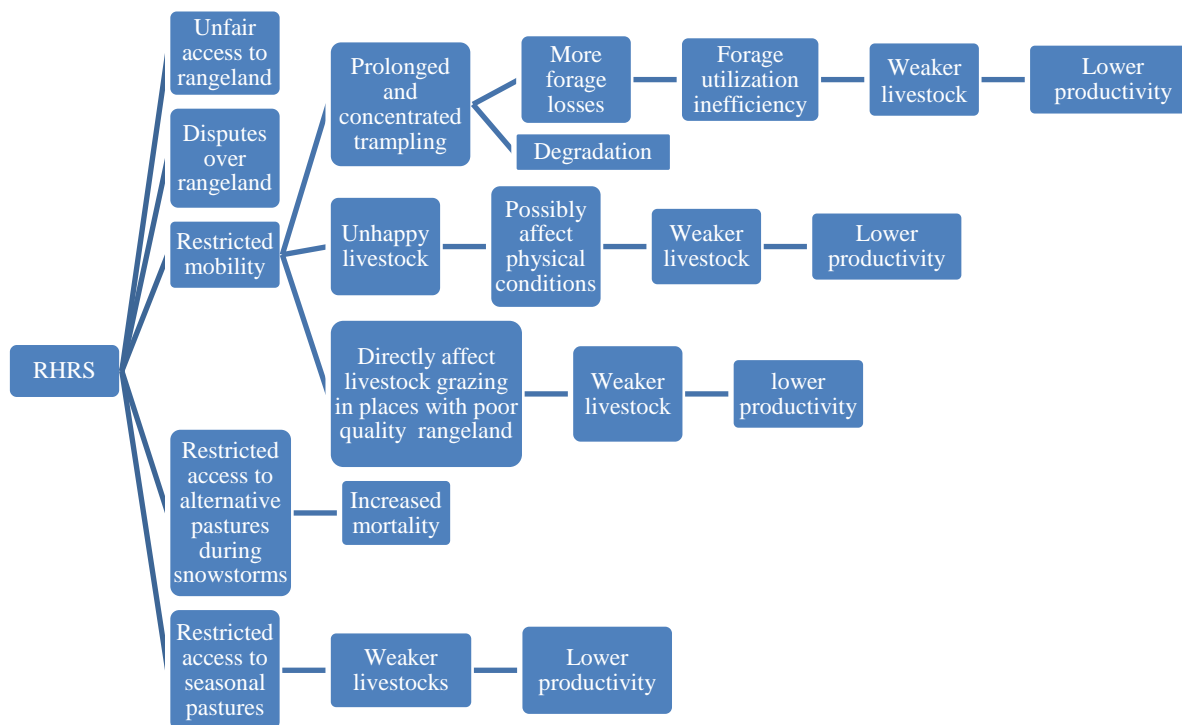 RHRS
Unfair
access to
rangeland
Disputes
over
rangeland
Restricted
mobility
Restricted
access to
alternative
pastures
during
snowstorms
Restricted
access to
seasonal
pastures
Prolonged
and
concentrated
trampling
More
forage
losses
Forage
utilization
inefficiency
Weaker
livestock
Lower
productivity
Degradation
Unhappy
livestock
Possibly
affect
physical
conditions
Weaker
livestock
Lower
productivity
Directly affect
livestock grazing
in places with poor
quality rangeland
Weaker
livestock
lower
productivity
Increased
mortality
Weaker
livestocks
Lower
productivity